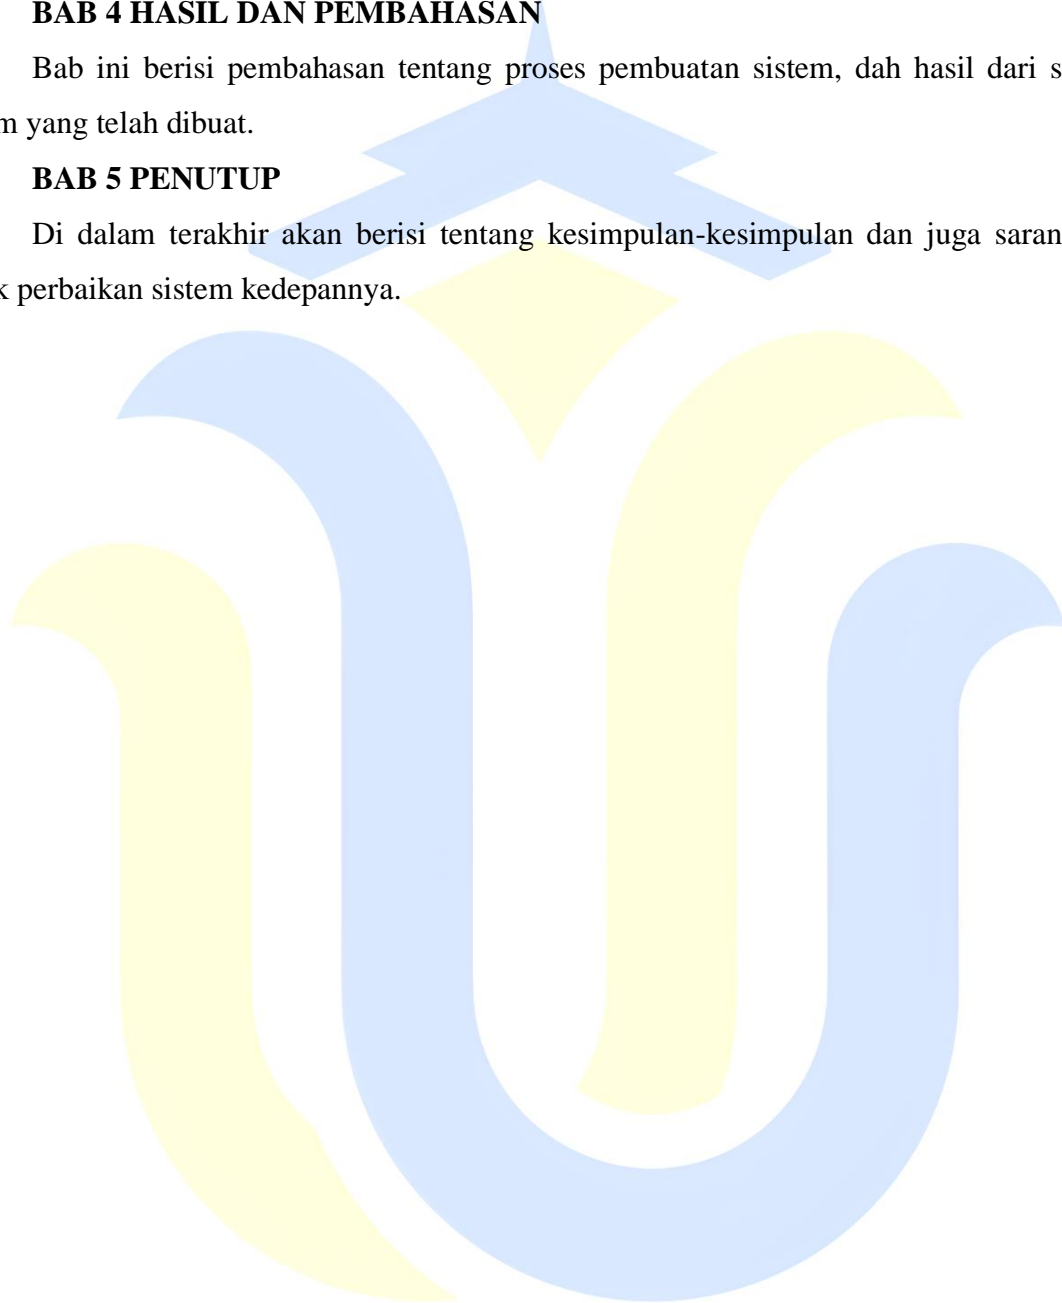 BAB 4 HASIL DAN PEMBAHASAN
Bab ini berisi pembahasan tentang proses pembuatan sistem, dah hasil dari s
m yang telah dibuat.
BAB 5 PENUTUP
Di dalam terakhir akan berisi tentang kesimpulan-kesimpulan dan juga saran
k perbaikan sistem kedepannya.